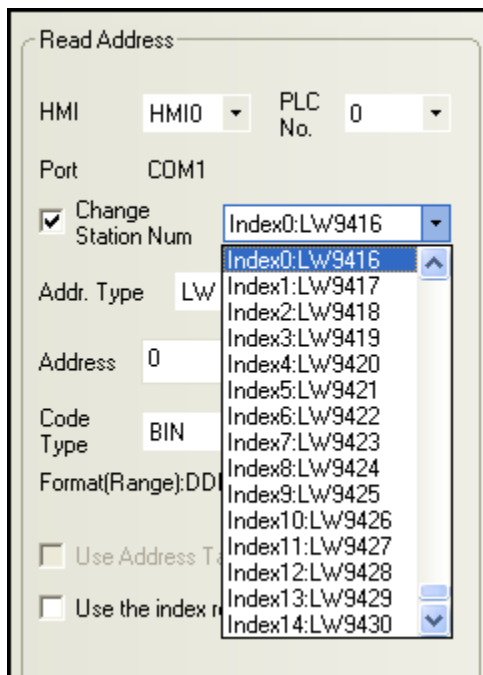 Read Address
HMI HMI0 PLC No. 0
Port COM1
Change Station Num Index0:LW9416
Index0:LW9416
Index1:LW9417
Addr. Type LW Index2:LW9418
Index3:LW9419
Index4:LW9420
Address 0 Index5:LW9421
Index6:LW9422
Index7:LW9423
Code Type BIN Index8:LW9424
Format(Range):DD Index9:LW9425
Index10:LW9426
Use Address Index11:LW9427
Index12:LW9428
Use the index Index13:LW9429
Index14:LW9430